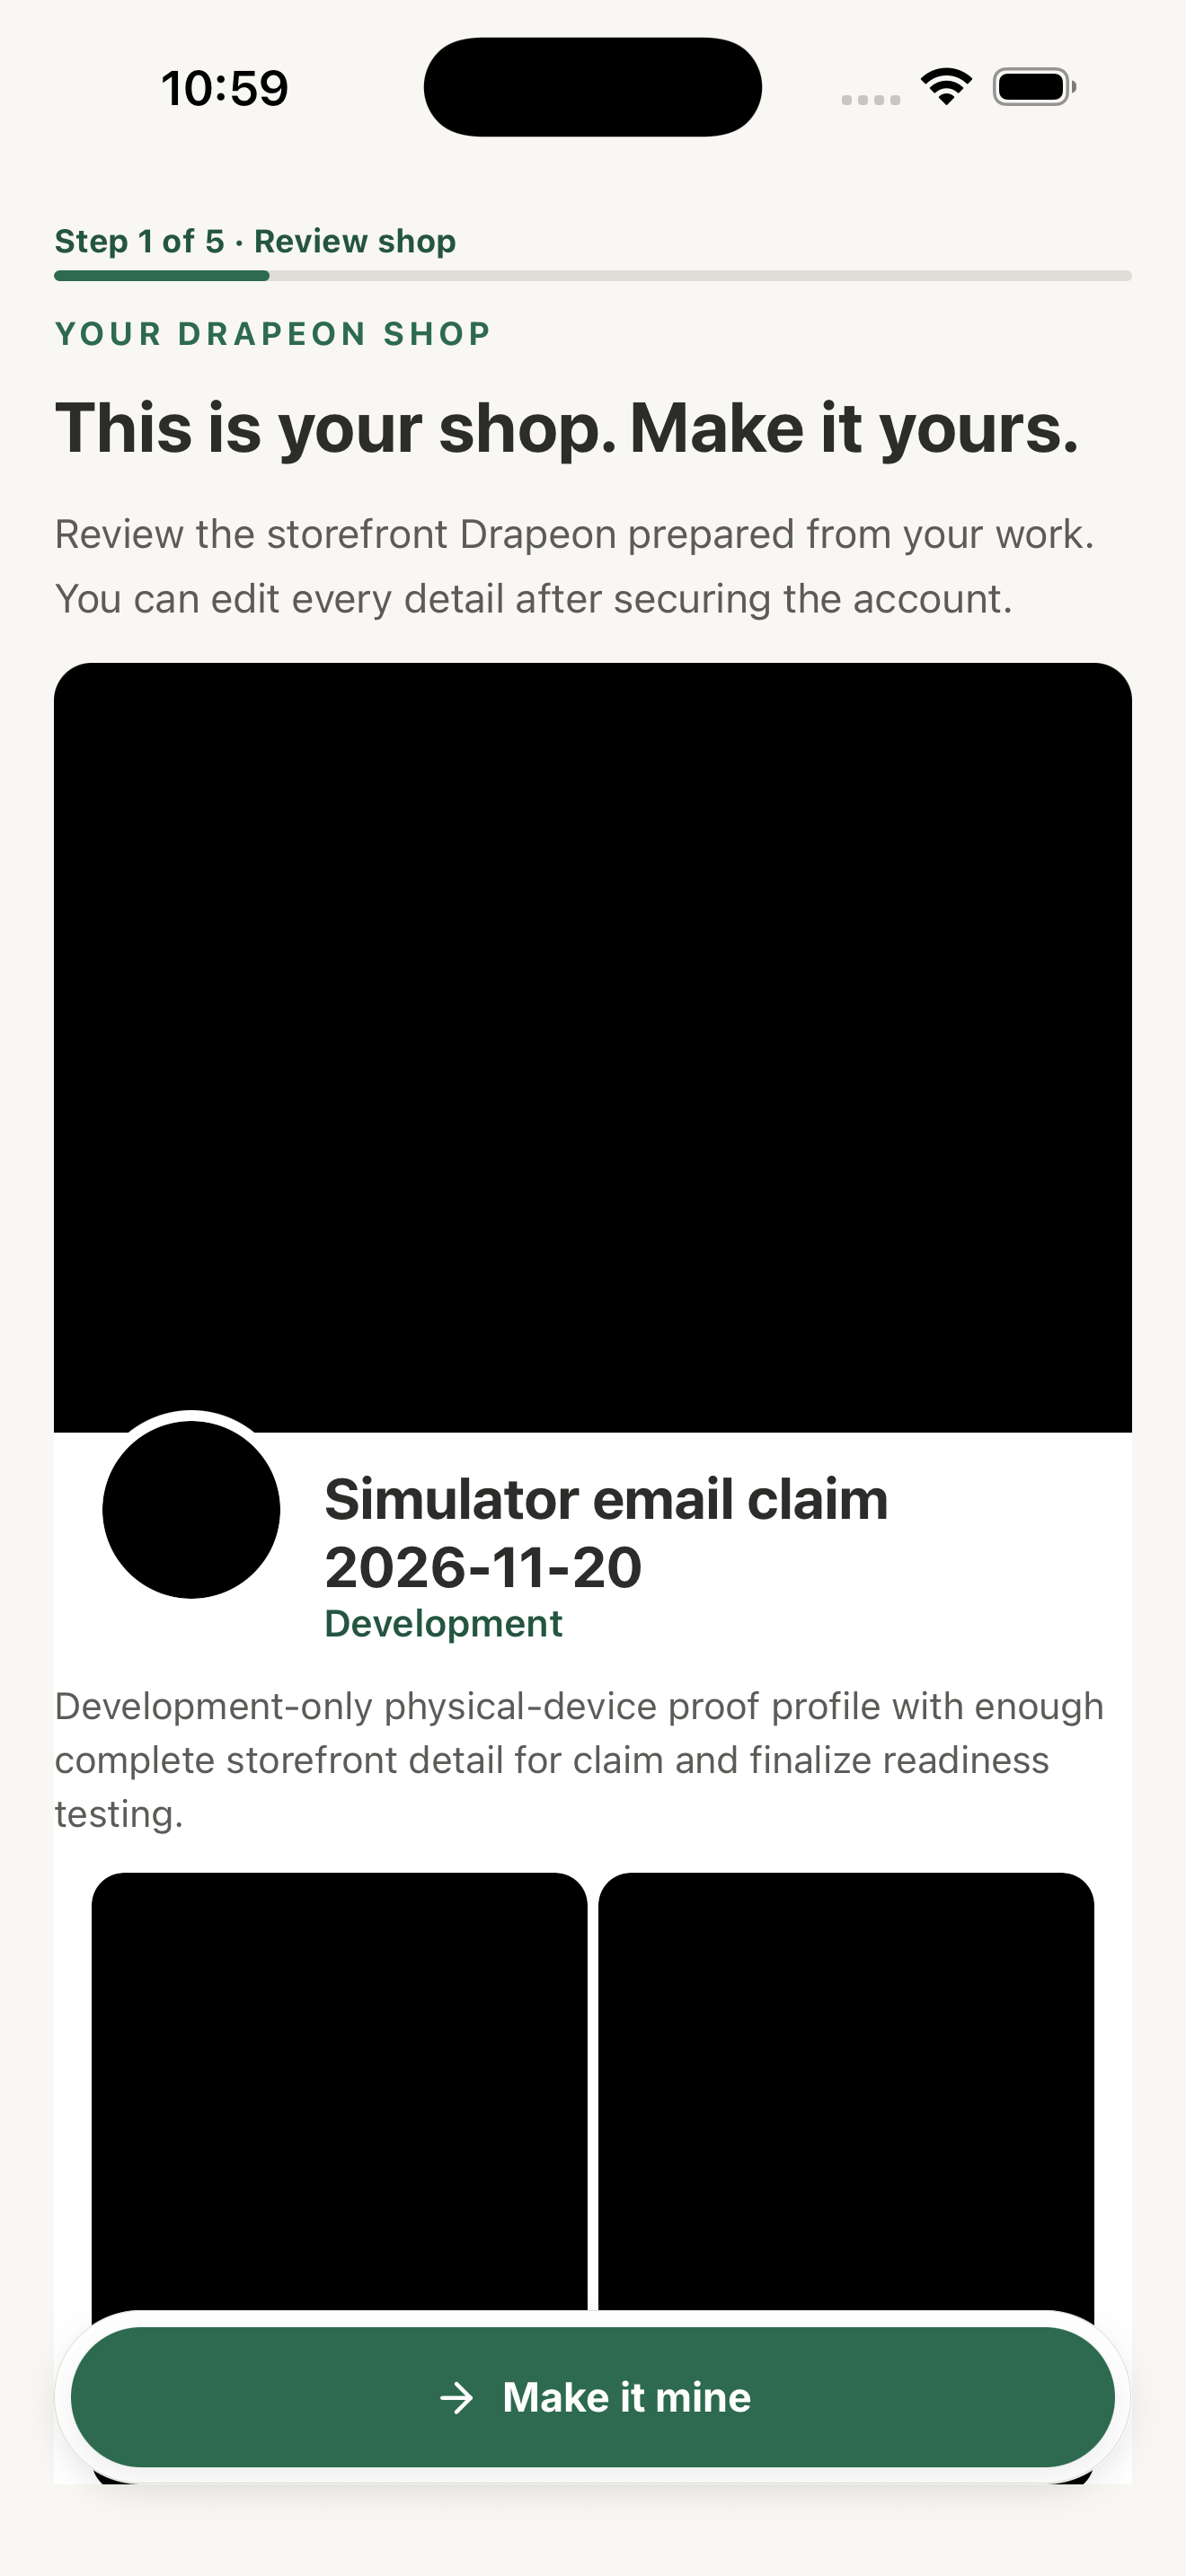 10:59
Step 1 of 5 · Review shop
YOUR DRAPEON SHOP
This is your shop. Make it yours.
Review the storefront Drapeon prepared from your work.
You can edit every detail after securing the account.
Simulator email claim
2026-11-20
Development
Development-only physical-device proof profile with enough
complete storefront detail for claim and finalize readiness
testing.
Make it mine